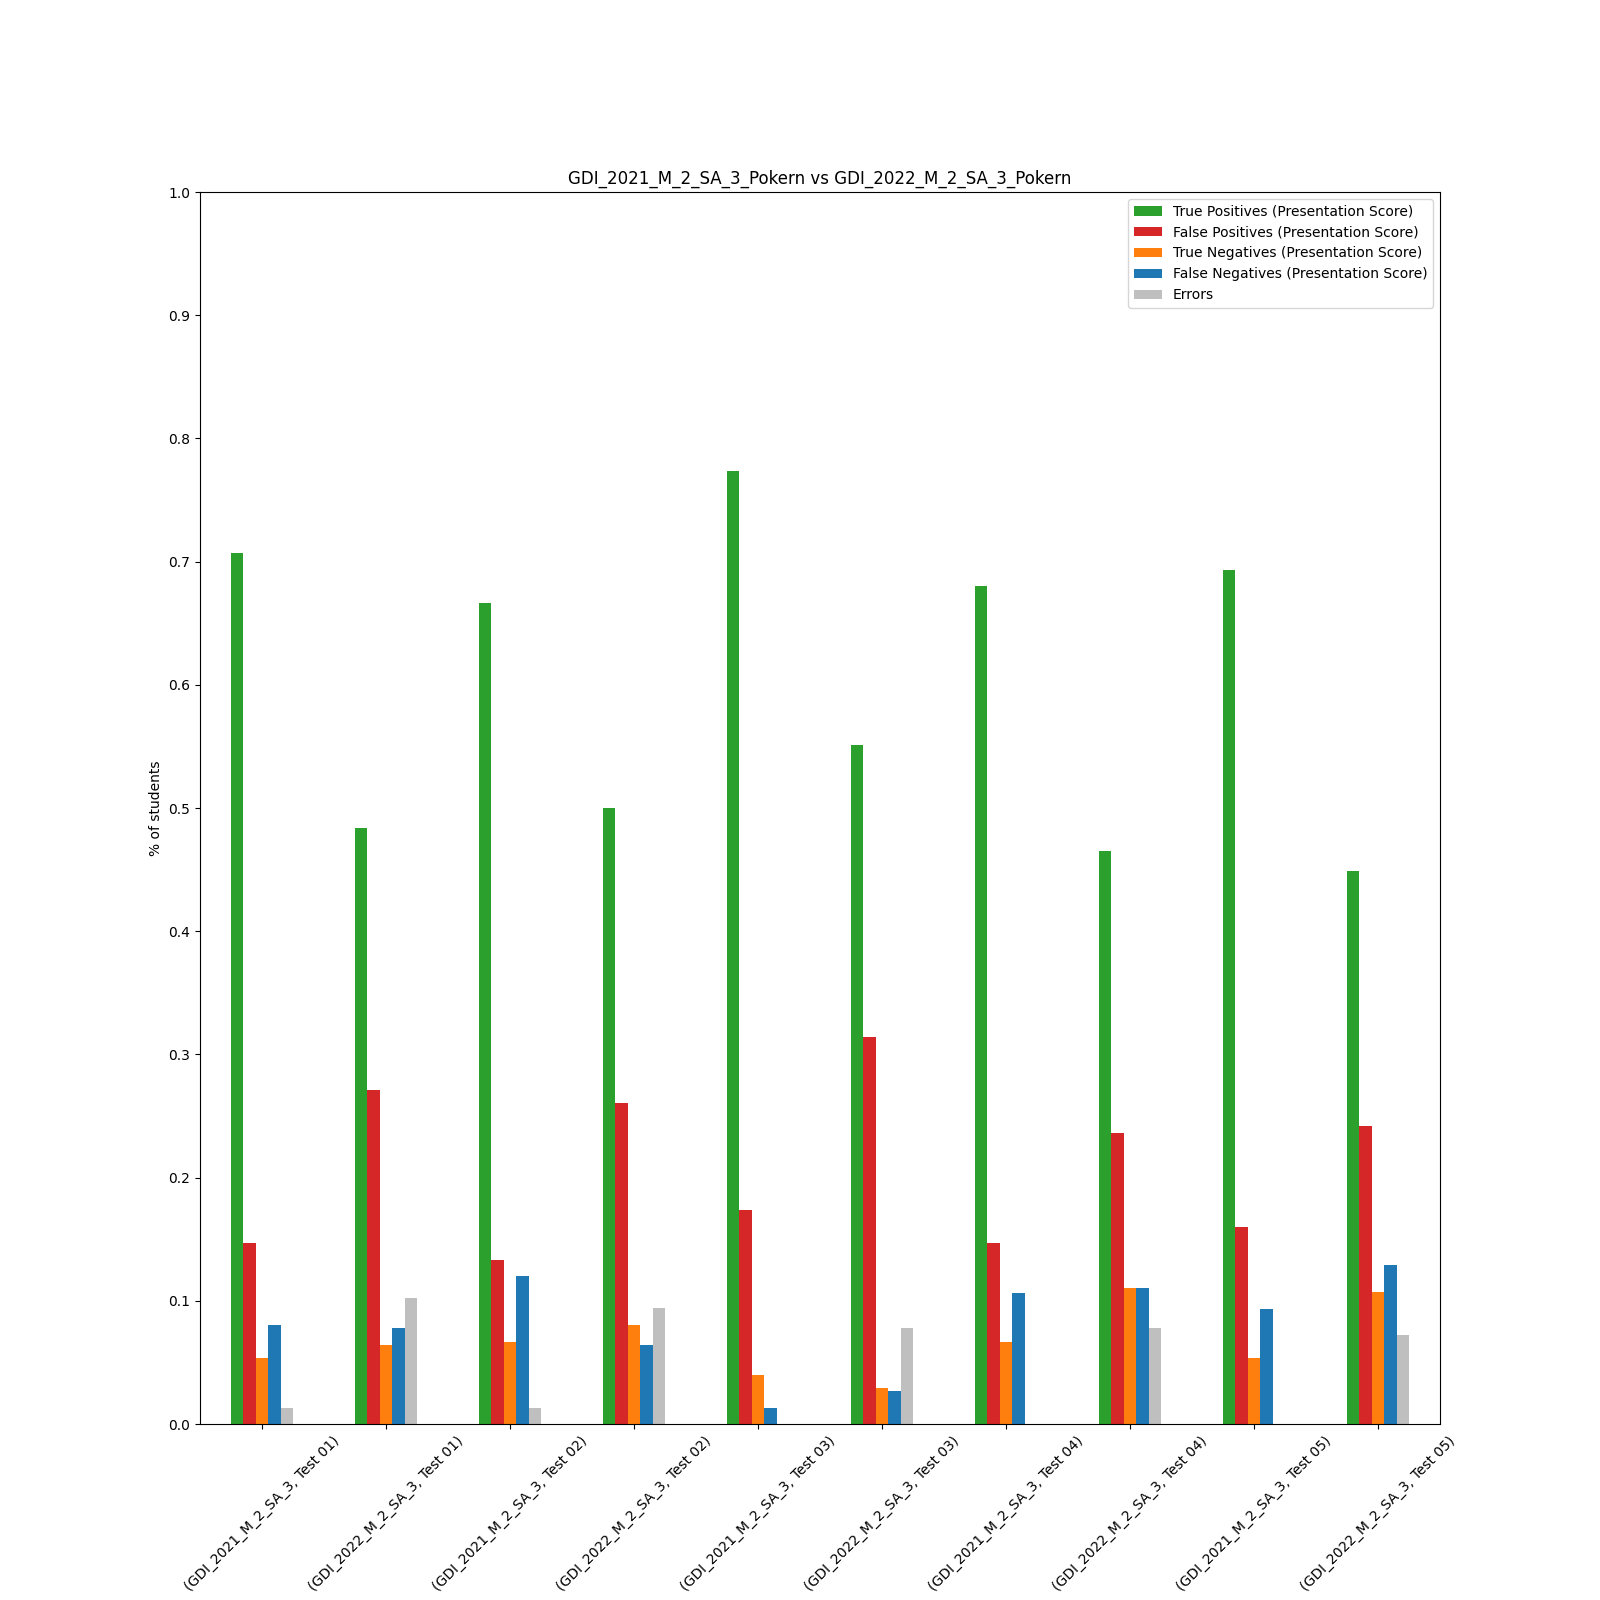 GDI_2021_M_2_SA_3_Pokern vs GDI_2022_M_2_SA_3_Pokern
True Positives (Presentation Score)
False Positives (Presentation Score)
True Negatives (Presentation Score)
False Negatives (Presentation Score)
Errors
% of students
1.0
0.9
0.8
0.7
0.6
0.5
0.4
0.3
0.2
0.1
0.0
(GDI_2021_M_2_SA_3, Test 01)
(GDI_2022_M_2_SA_3, Test 01)
(GDI_2021_M_2_SA_3, Test 02)
(GDI_2022_M_2_SA_3, Test 02)
(GDI_2021_M_2_SA_3, Test 03)
(GDI_2022_M_2_SA_3, Test 03)
(GDI_2021_M_2_SA_3, Test 04)
(GDI_2022_M_2_SA_3, Test 04)
(GDI_2021_M_2_SA_3, Test 05)
(GDI_2022_M_2_SA_3, Test 05)